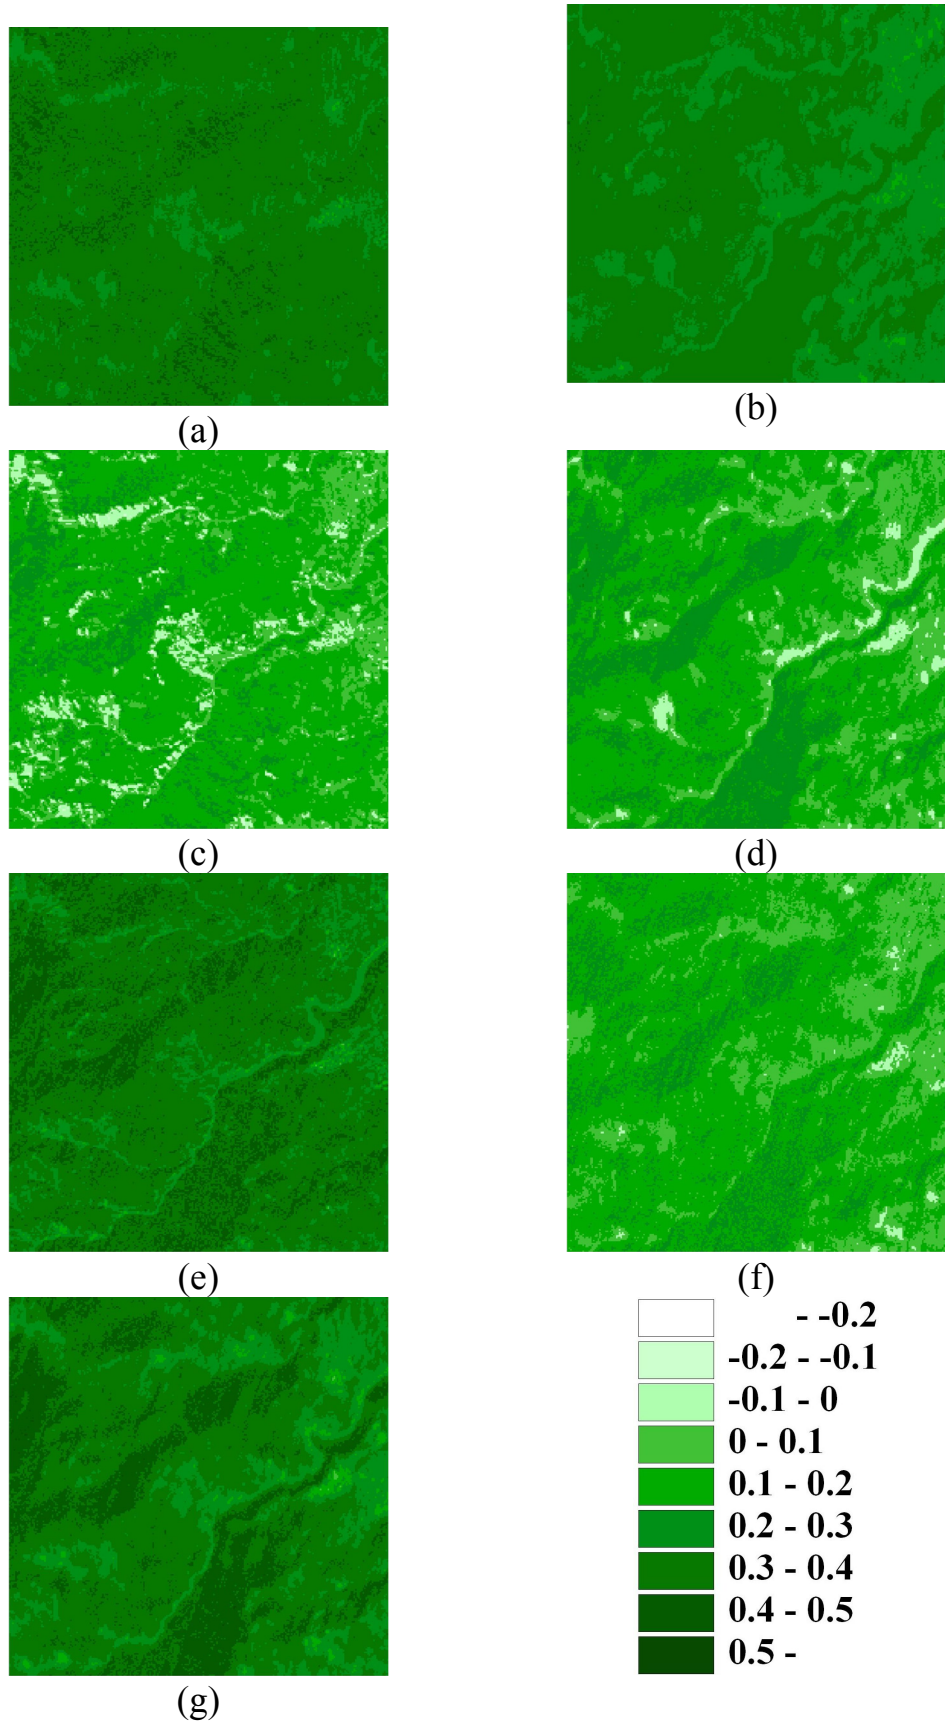 (a)
(b)
(c)
(d)
(e)
(f)
(g)
- -0.2
-0.2 - -0.1
-0.1 - 0
0 - 0.1
0.1 - 0.2
0.2 - 0.3
0.3 - 0.4
0.4 - 0.5
0.5 -